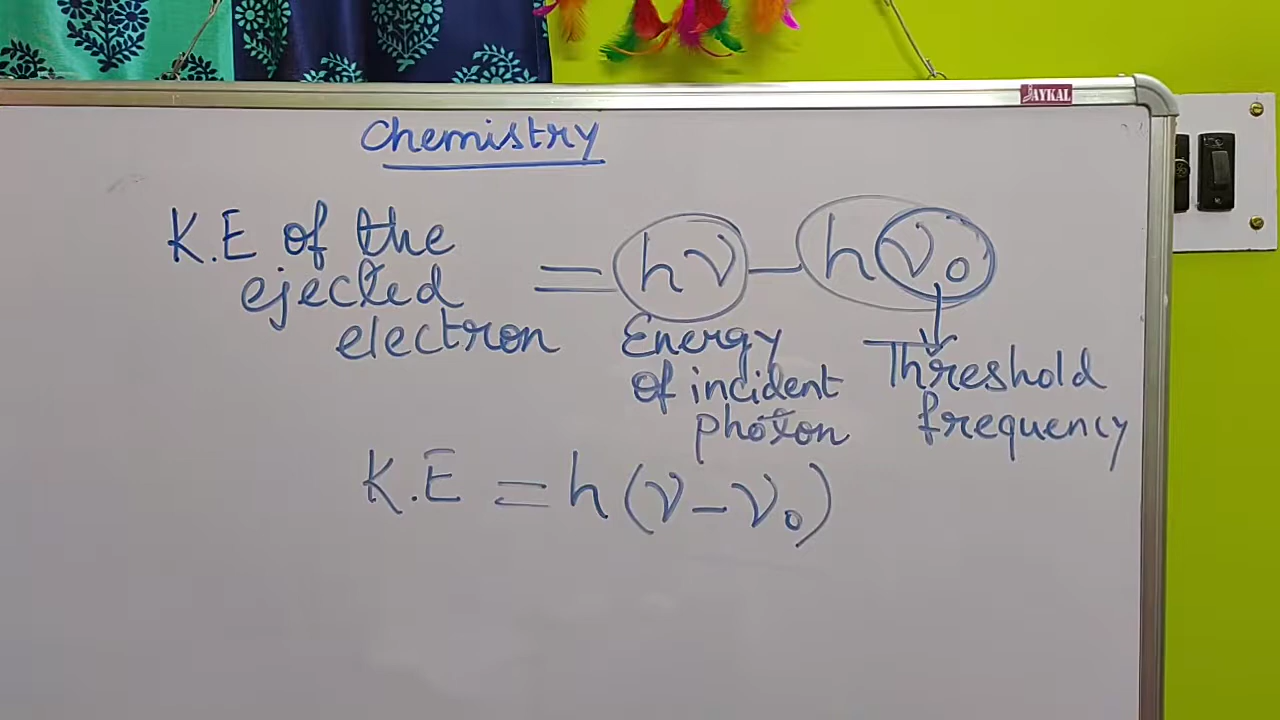 AYKAL
Chemistry
K.E of the
ejected
electron
= hν - hν₀
Energy
of incident
photon
Threshold
frequency
K.E = h(ν-ν₀)